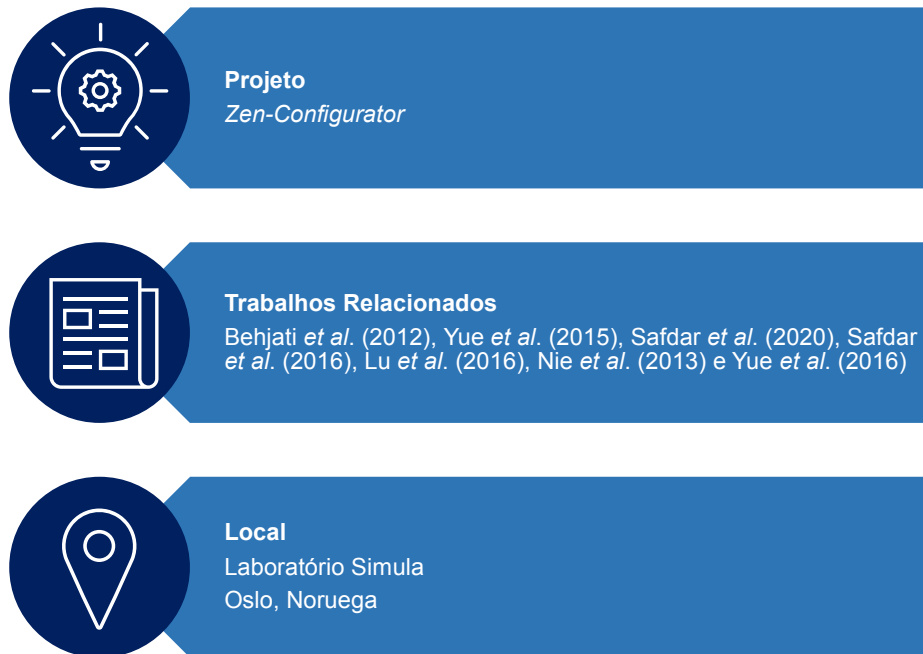 Projeto
Zen-Configurator
Trabalhos Relacionados
Behjati et al. (2012), Yue et al. (2015), Safdar et al. (2020), Safdar
et al. (2016), Lu et al. (2016), Nie et al. (2013) e Yue et al. (2016)
Local
Laboratório Simula
Oslo, Noruega